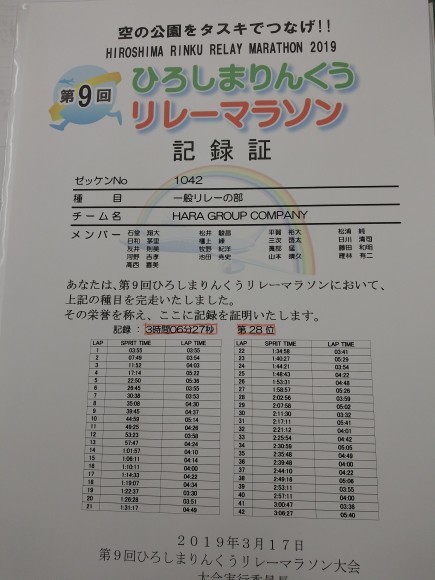 空の公園をタスキでつなげ!!
HIROSHIMA RINKU RELAY MARATHON 2019
第9回
ひろしまりんくう
リレーマラソン
記録証
ゼッケンNo 1042
種目 一般リレーの部
チーム名 HARA GROUP COMPANY
メンバー
あなたは、第9回ひろしまりんくうリレーマラソンにおいて、
上記の種目を完走いたしました。
その栄誉を称え、ここに記録を証明いたします。
記録: 3時間06分27秒 第28位
LAP SPRIT TIME LAP TIME
1 03:55 03:55
2 07:49 03:54
3 11:52 04:03
4 17:14 05:22
5 21:50
6 03:55
7 30:38 03:53
8 35:08 04:30
9 39:45 04:37
10 44:59 05:14
11 49:25 04:26
12 53:23 03:58
13 57:47 04:24
14 1:01:57 04:10
15 1:06:11 04:14
16 1:10:11 04:00
17 1:14:33 04:22
18 1:19:07 04:34
19 1:22:37 03:30
20 1:26:28 03:51
21 1:31:17 04:49
22 1:34:58 03:41
23 1:40:27 05:29
24 04:21
25 1:48:43
26 1:53:31 04:48
27 1:58:57 05:26
28 2:02:56 03:59
29 2:07:58 05:02
30 2:11:30 03:32
31 2:17:11
32 2:21:12 04:01
33 2:25:54 04:42
34 2:30:59 05:05
35 2:35:48
36 2:39:48 04:00
37 2:44:10
38 2:49:16
39 2:53:11 03:55
40 2:57:11 04:00
41 3:00:47
42 3:06:27 05:40
2019年3月17日
第9回ひろしまりんくうリレーマラソン大会
大会実行委員長